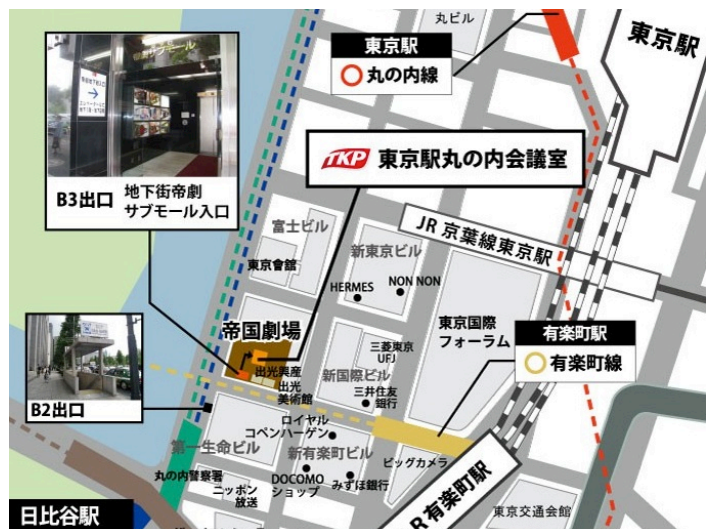 丸ビル
東京駅
丸の内線
東京駅
TKP 東京駅丸の内会議室
B3出口
地下街帝劇
サブモール入口
JR 京葉線東京駅
富士ビル
東京會舘
新東京ビル
HERMES
NON NON
東京国際
フォーラム
帝国劇場
出光興産
出光
美術館
三菱東京
UFJ
新国際ビル
三井住友
銀行
有楽町駅
有楽町線
B2出口
ロイヤル
コペンハーゲン
第一生命ビル
新有楽町ビル
ビックカメラ
丸の内警察署
ニッポン
放送
DOCOMO
ショップ
みずほ銀行
JR 有楽町駅
東京交通会館
日比谷駅